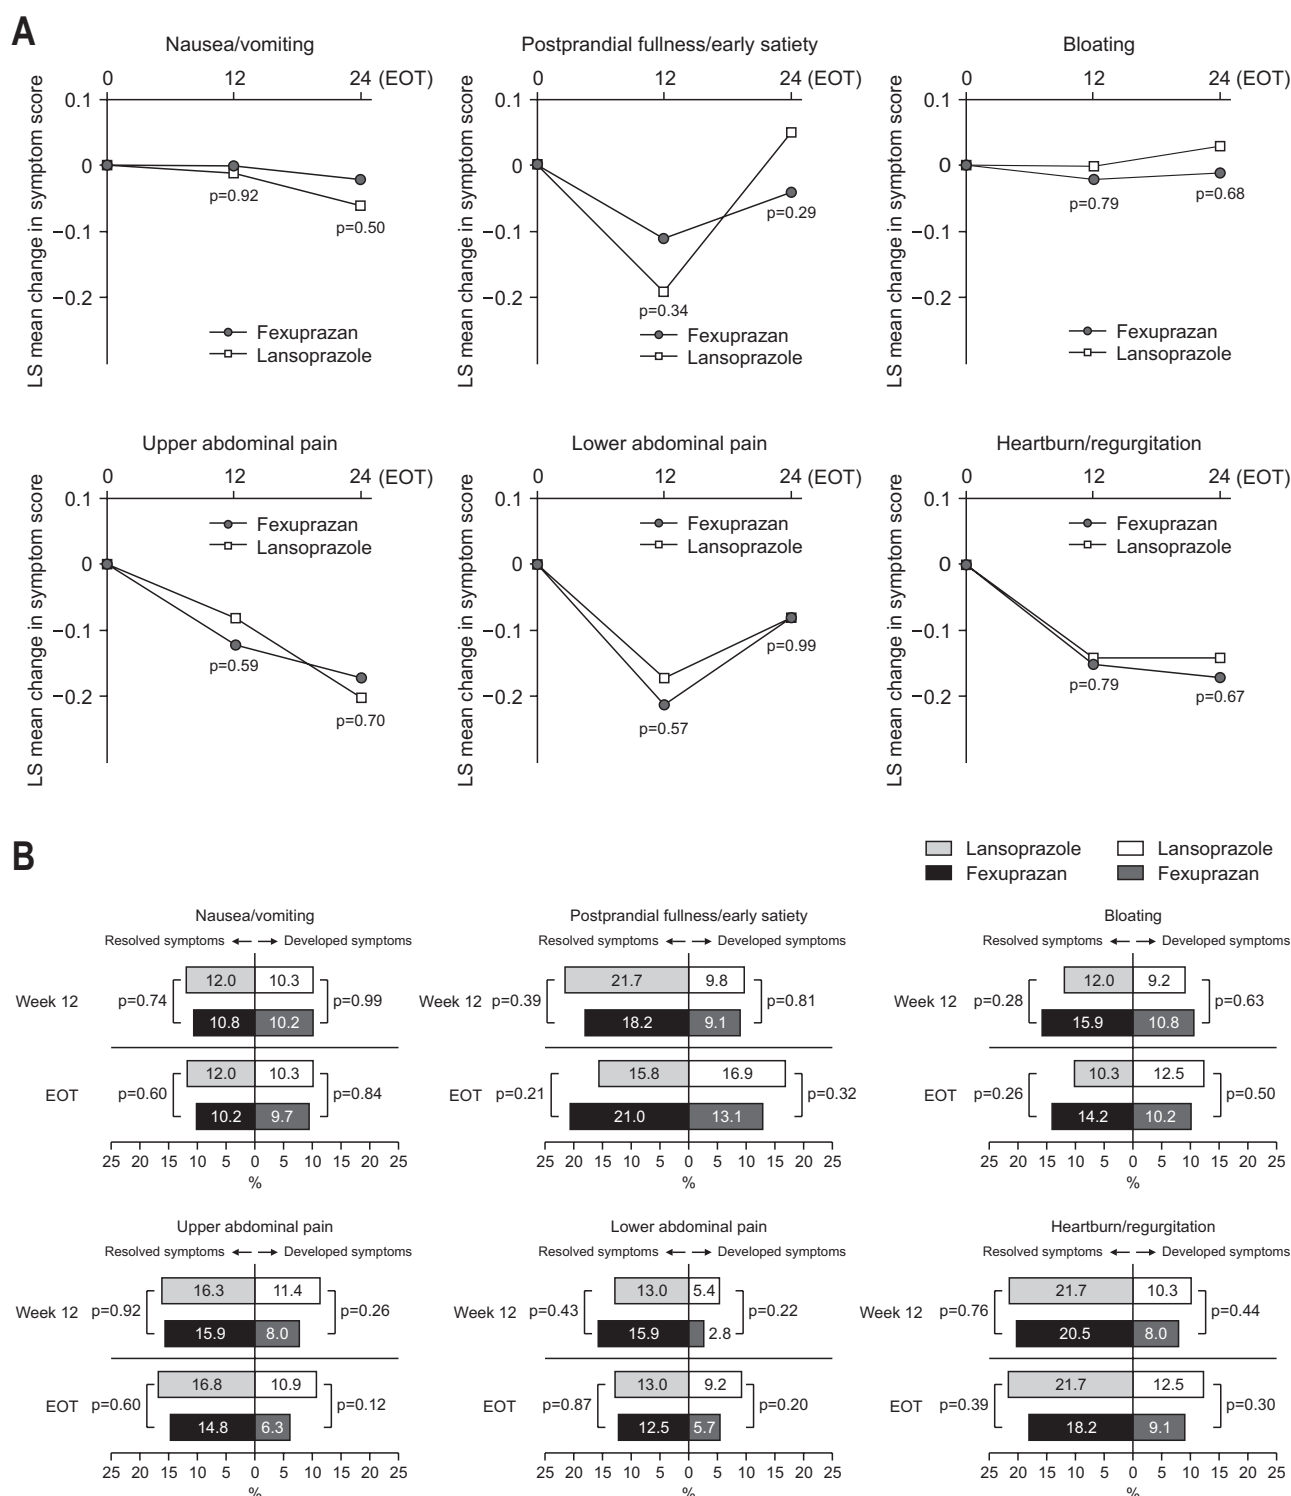 A
Nausea/vomiting
0 12 24 (EOT)
LS mean change in symptom score
0.1
0
−0.1
−0.2
p=0.92
p=0.50
Fexuprazan
Lansoprazole
Postprandial fullness/early satiety
0 12 24 (EOT)
LS mean change in symptom score
0.1
0
−0.1
−0.2
p=0.29
p=0.34
Fexuprazan
Lansoprazole
Bloating
0 12 24 (EOT)
LS mean change in symptom score
0.1
0
−0.1
−0.2
p=0.79
p=0.68
Fexuprazan
Lansoprazole
Upper abdominal pain
0 12 24 (EOT)
LS mean change in symptom score
0.1
0
−0.1
−0.2
Fexuprazan
Lansoprazole
p=0.59
p=0.70
Lower abdominal pain
0 12 24 (EOT)
LS mean change in symptom score
0.1
0
−0.1
−0.2
Fexuprazan
Lansoprazole
p=0.99
p=0.57
Heartburn/regurgitation
0 12 24 (EOT)
LS mean change in symptom score
0.1
0
−0.1
−0.2
Fexuprazan
Lansoprazole
p=0.79
p=0.67
B
Lansoprazole Lansoprazole
Fexuprazan Fexuprazan
Nausea/vomiting
Resolved symptoms ← → Developed symptoms
Week 12 p=0.74 12.0 10.3 p=0.99
10.8 10.2
EOT p=0.60 12.0 10.3 p=0.84
10.2 9.7
25 20 15 10 5 0 5 10 15 20 25
%
Postprandial fullness/early satiety
Resolved symptoms ← → Developed symptoms
Week 12 p=0.39 21.7 9.8 p=0.81
18.2 9.1
EOT p=0.21 15.8 16.9 p=0.32
21.0 13.1
25 20 15 10 5 0 5 10 15 20 25
%
Bloating
Resolved symptoms ← → Developed symptoms
Week 12 p=0.28 12.0 9.2 p=0.63
15.9 10.8
EOT p=0.26 10.3 12.5 p=0.50
14.2 10.2
25 20 15 10 5 0 5 10 15 20 25
%
Upper abdominal pain
Resolved symptoms ← → Developed symptoms
Week 12 p=0.92 16.3 11.4 p=0.26
15.9 8.0
EOT p=0.60 16.8 10.9 p=0.12
14.8 6.3
25 20 15 10 5 0 5 10 15 20 25
%
Lower abdominal pain
Resolved symptoms ← → Developed symptoms
Week 12 p=0.43 13.0 5.4 p=0.22
15.9 2.8
EOT p=0.87 13.0 9.2 p=0.20
12.5 5.7
25 20 15 10 5 0 5 10 15 20 25
%
Heartburn/regurgitation
Resolved symptoms ← → Developed symptoms
Week 12 p=0.76 21.7 10.3 p=0.44
20.5 8.0
EOT p=0.39 21.7 12.5 p=0.30
18.2 9.1
25 20 15 10 5 0 5 10 15 20 25
%